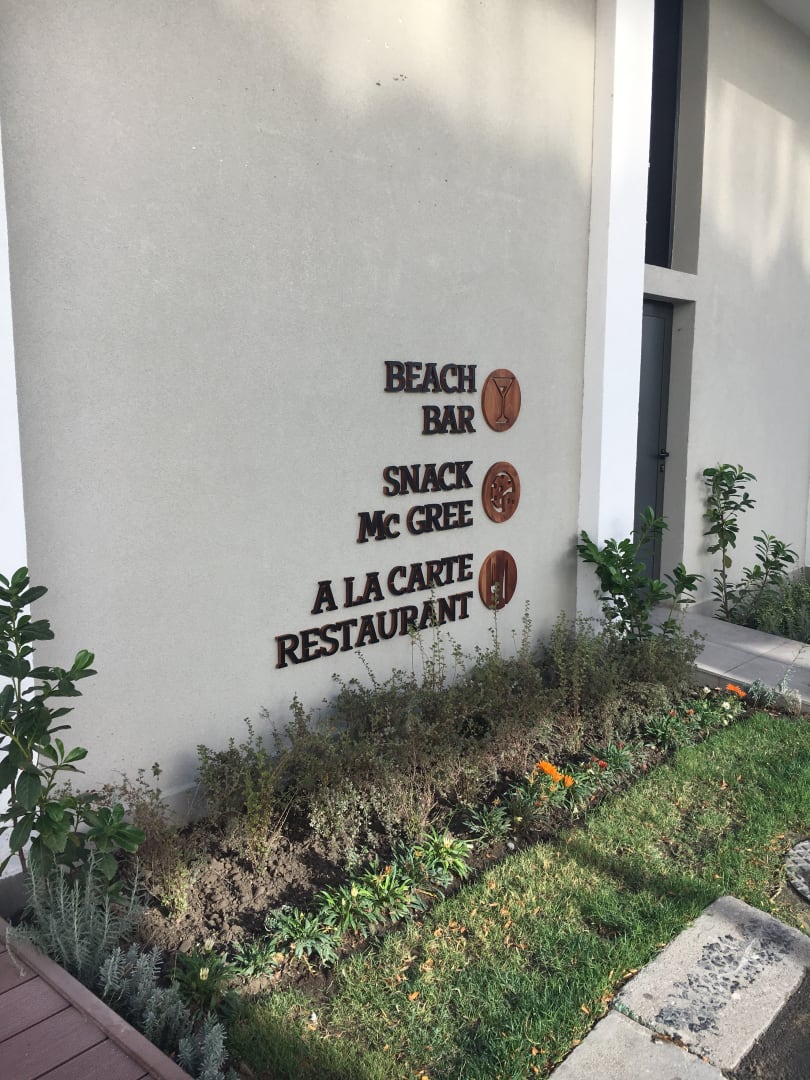 BEACH
BAR
SNACK
Mc GREE
A LA CARTE
RESTAURANT